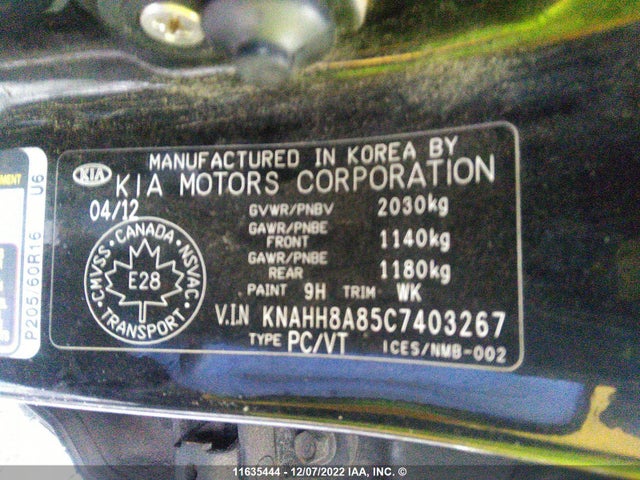 MANUFACTURED IN KOREA BY
KIA KIA MOTORS CORPORATION
04/12
GVWR/PNBV 2030kg
GAWR/PNBE FRONT 1140kg
GAWR/PNBE REAR 1180kg
PAINT 9H TRIM WK
V.I.N KNAHH8A85C7403267
TYPE PC/VT ICES/NMB-002
CMVSS · CANADA · NSVAC · TRANSPORT ·
E28
P205/60R16 U6
11635444 - 12/07/2022 IAA, INC. ©